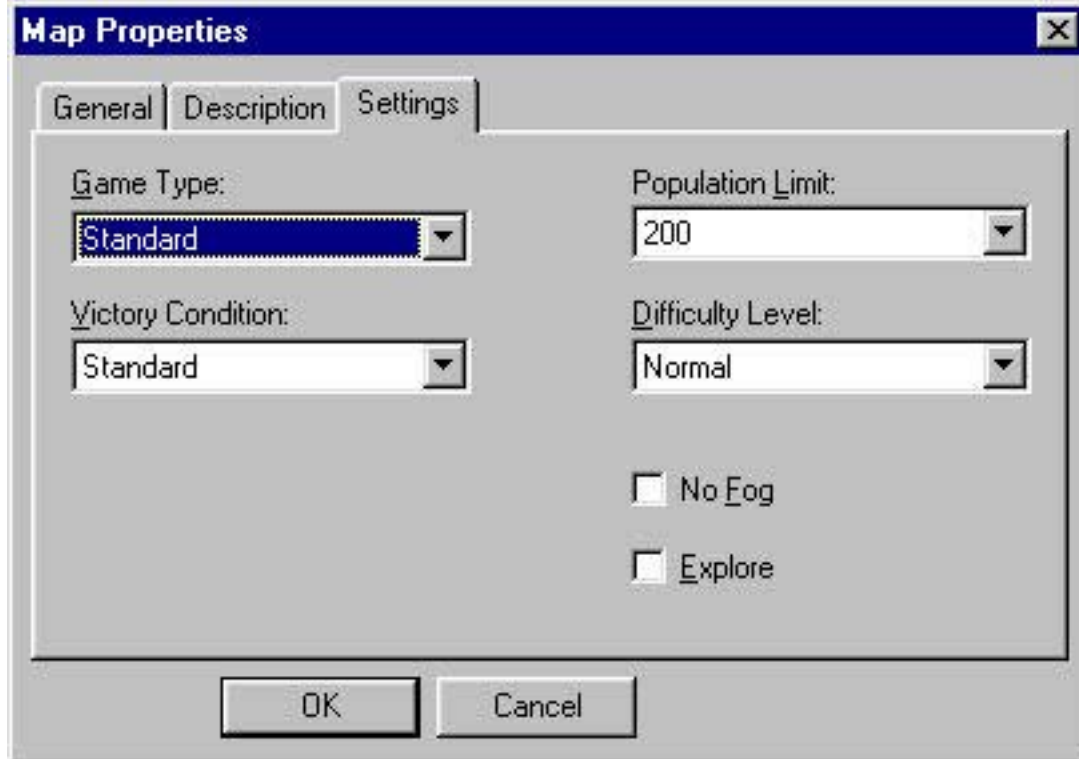 Map Properties
General Description Settings
Game Type: Population Limit:
Standard 200
Victory Condition: Difficulty Level:
Standard Normal
No Fog
Explore
OK Cancel